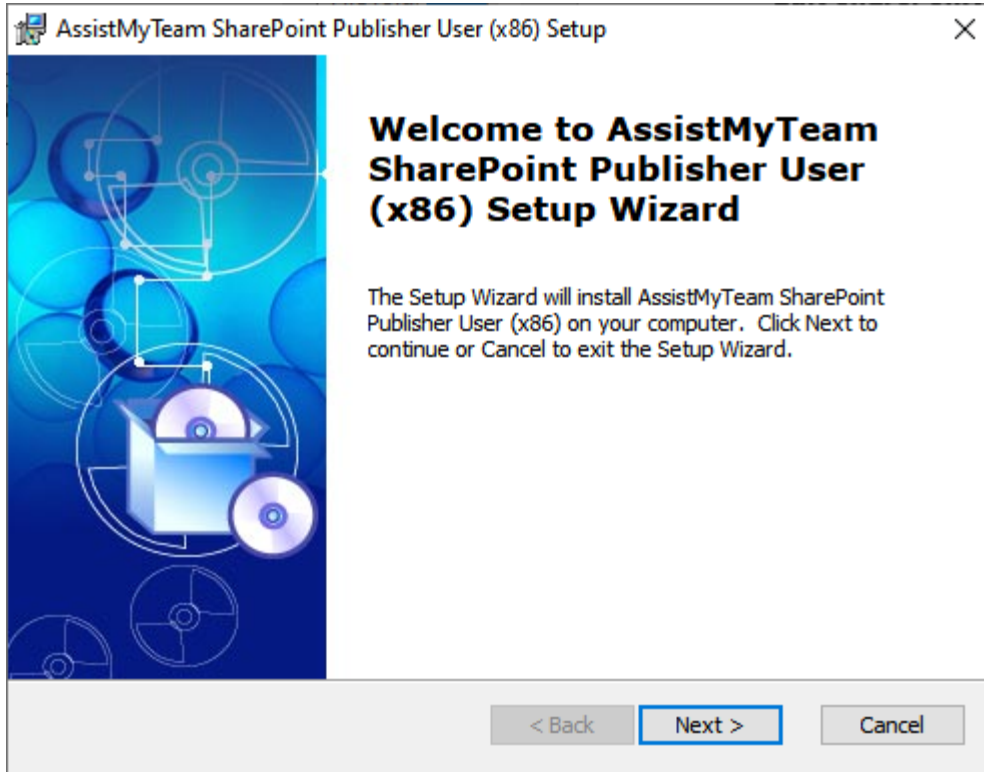 AssistMyTeam SharePoint Publisher User (x86) Setup
Welcome to AssistMyTeam
SharePoint Publisher User
(x86) Setup Wizard
The Setup Wizard will install AssistMyTeam SharePoint
Publisher User (x86) on your computer.  Click Next to
continue or Cancel to exit the Setup Wizard.
< Back
Next >
Cancel